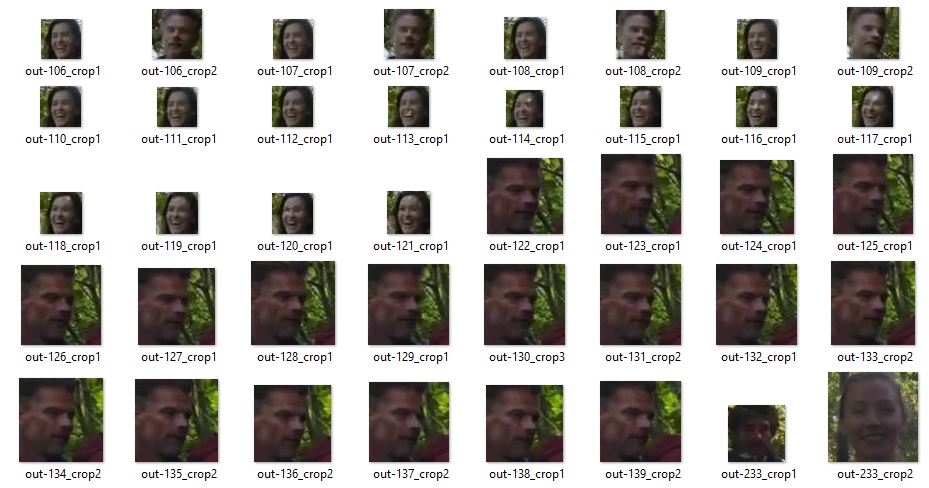 out-106_crop1 out-106_crop2 out-107_crop1 out-107_crop2 out-108_crop1 out-108_crop2 out-109_crop1 out-109_crop2
out-110_crop1 out-111_crop1 out-112_crop1 out-113_crop1 out-114_crop1 out-115_crop1 out-116_crop1 out-117_crop1
out-118_crop1 out-119_crop1 out-120_crop1 out-121_crop1 out-122_crop1 out-123_crop1 out-124_crop1 out-125_crop1
out-126_crop1 out-127_crop1 out-128_crop1 out-129_crop1 out-130_crop3 out-131_crop2 out-132_crop1 out-133_crop2
out-134_crop2 out-135_crop2 out-136_crop2 out-137_crop2 out-138_crop1 out-139_crop2 out-233_crop1 out-233_crop2